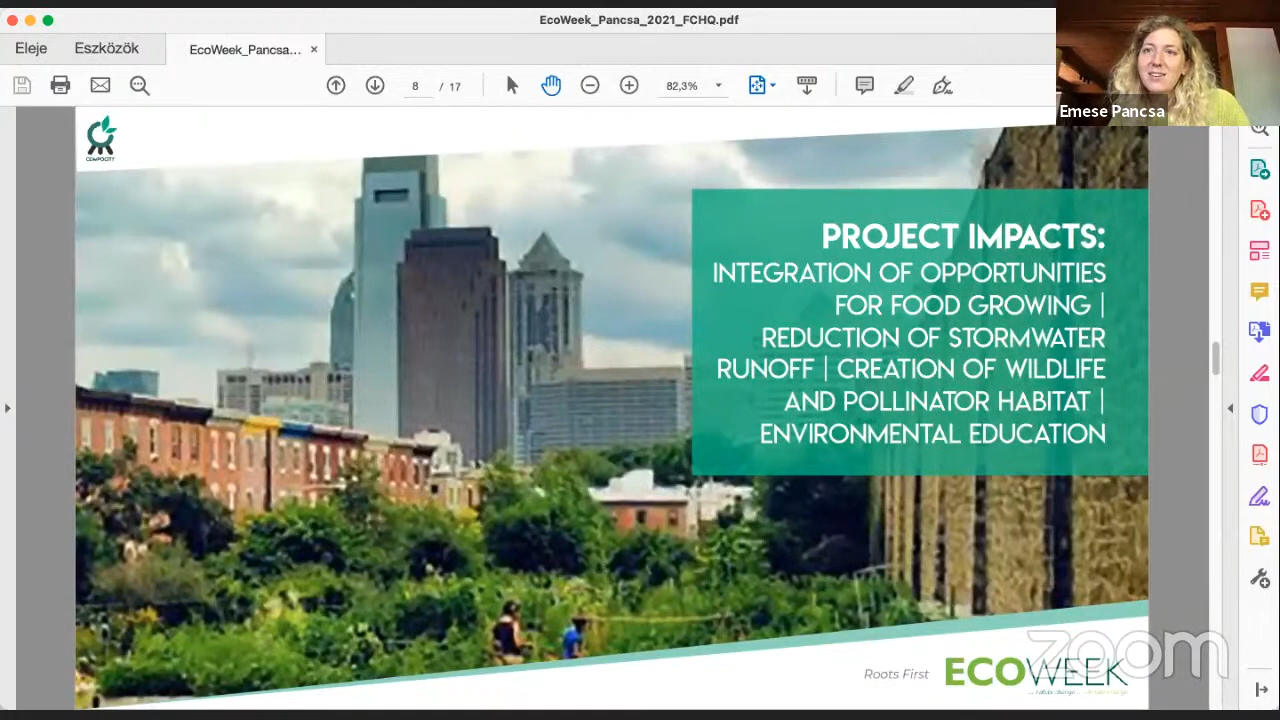 EcoWeek_Pancsa_2021_FCHQ.pdf
Eleje
Eszközök
EcoWeek_Pancsa...
8 / 17
82,3%
Emese Pancsa
COMPOCITY
PROJECT IMPACTS:
INTEGRATION OF OPPORTUNITIES
FOR FOOD GROWING |
REDUCTION OF STORMWATER
RUNOFF | CREATION OF WILDLIFE
AND POLLINATOR HABITAT |
ENVIRONMENTAL EDUCATION
zoom
Roots First
ECOWEEK